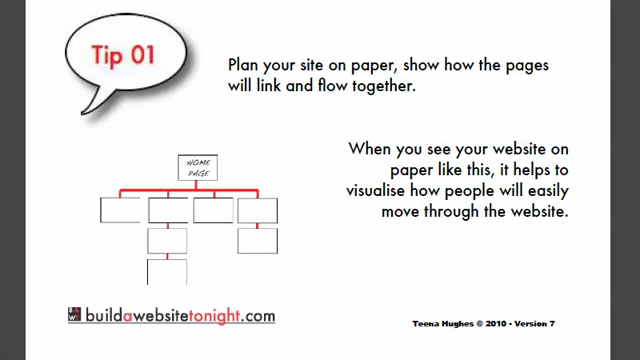 Tip 01
Plan your site on paper, show how the pages
will link and flow together.
When you see your website on
paper like this, it helps to
visualise how people will easily
move through the website.
HOME
PAGE
buildawebsitetonight.com
Teena Hughes © 2010 - Version 7